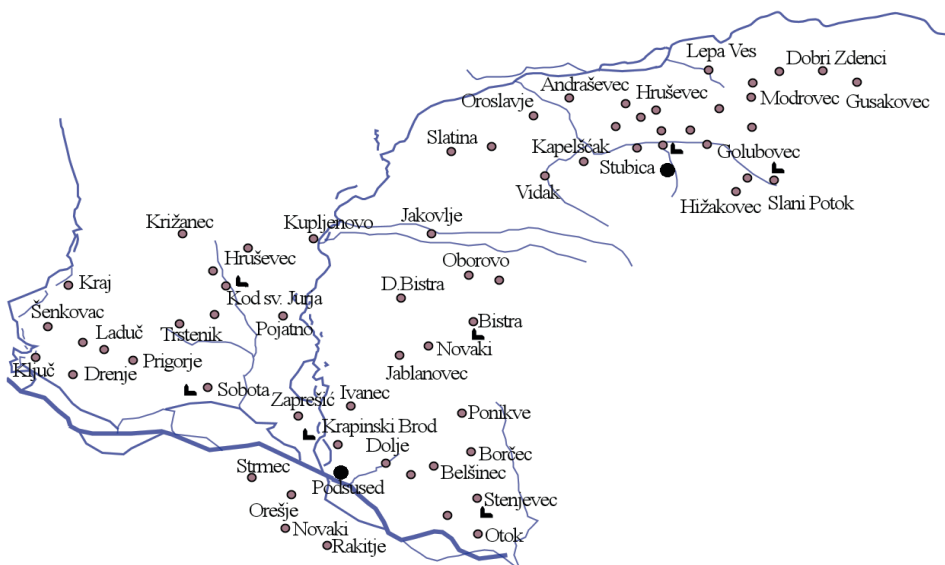 Lepa Ves
Dobri Zdenci
Andraševec
Hruševec
Modrovec
Gusakovec
Oroslavje
Slatina
Kapelšćak
Stubica
Golubovec
Vidak
Hižakovec
Slani Potok
Križanec
Kupljenovo
Jakovlje
Hruševec
Oborovo
Kraj
Kod sv. Jurja
D.Bistra
Šenkovac
Trstenik
Pojatno
Bistra
Laduč
Novaki
Ključ
Drenje
Prigorje
Jablanovec
Sobota
Ivanec
Zaprešić
Ponikve
Krapinski Brod
Dolje
Borčec
Strmec
Belšinec
Podsused
Stenjevec
Orešje
Novaki
Otok
Rakitje